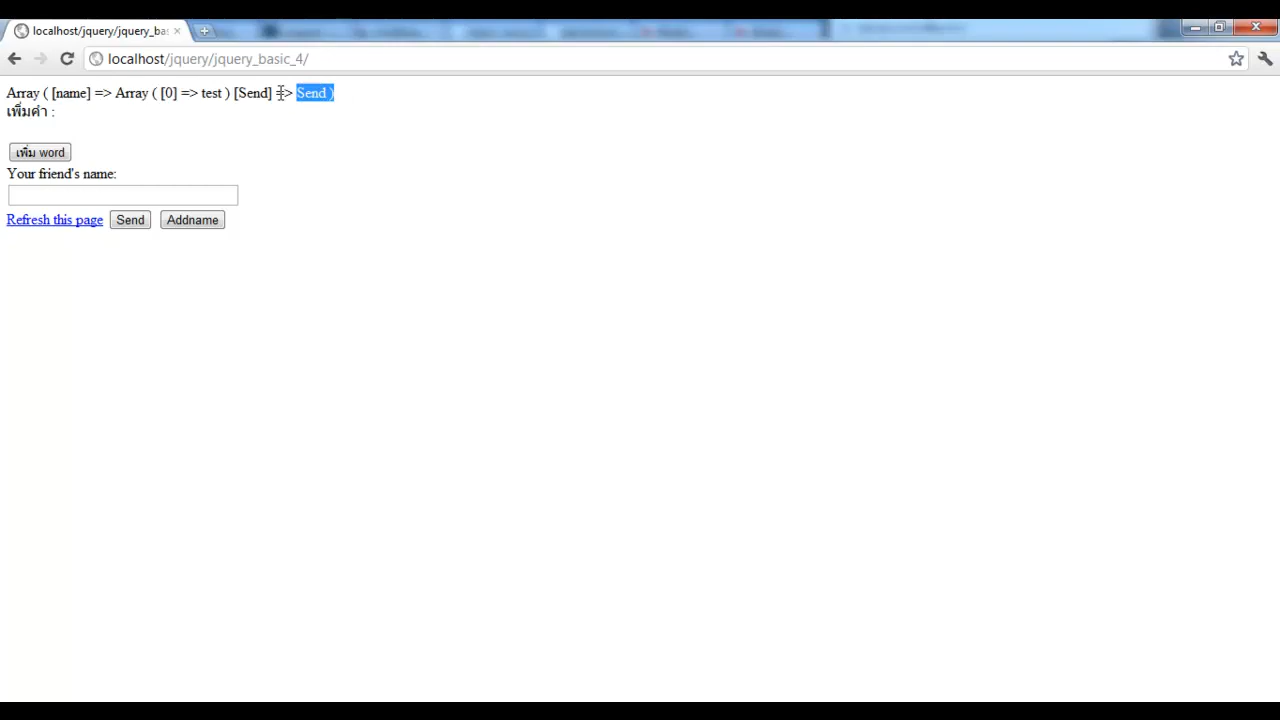 localhost/jquery/jquery_ba
localhost/jquery/jquery_basic_4/
Array ( [name] => Array ( [0] => test ) [Send] => Send )
เพิ่มคำ :
เพิ่ม word
Your friend's name:
Refresh this page Send Addname